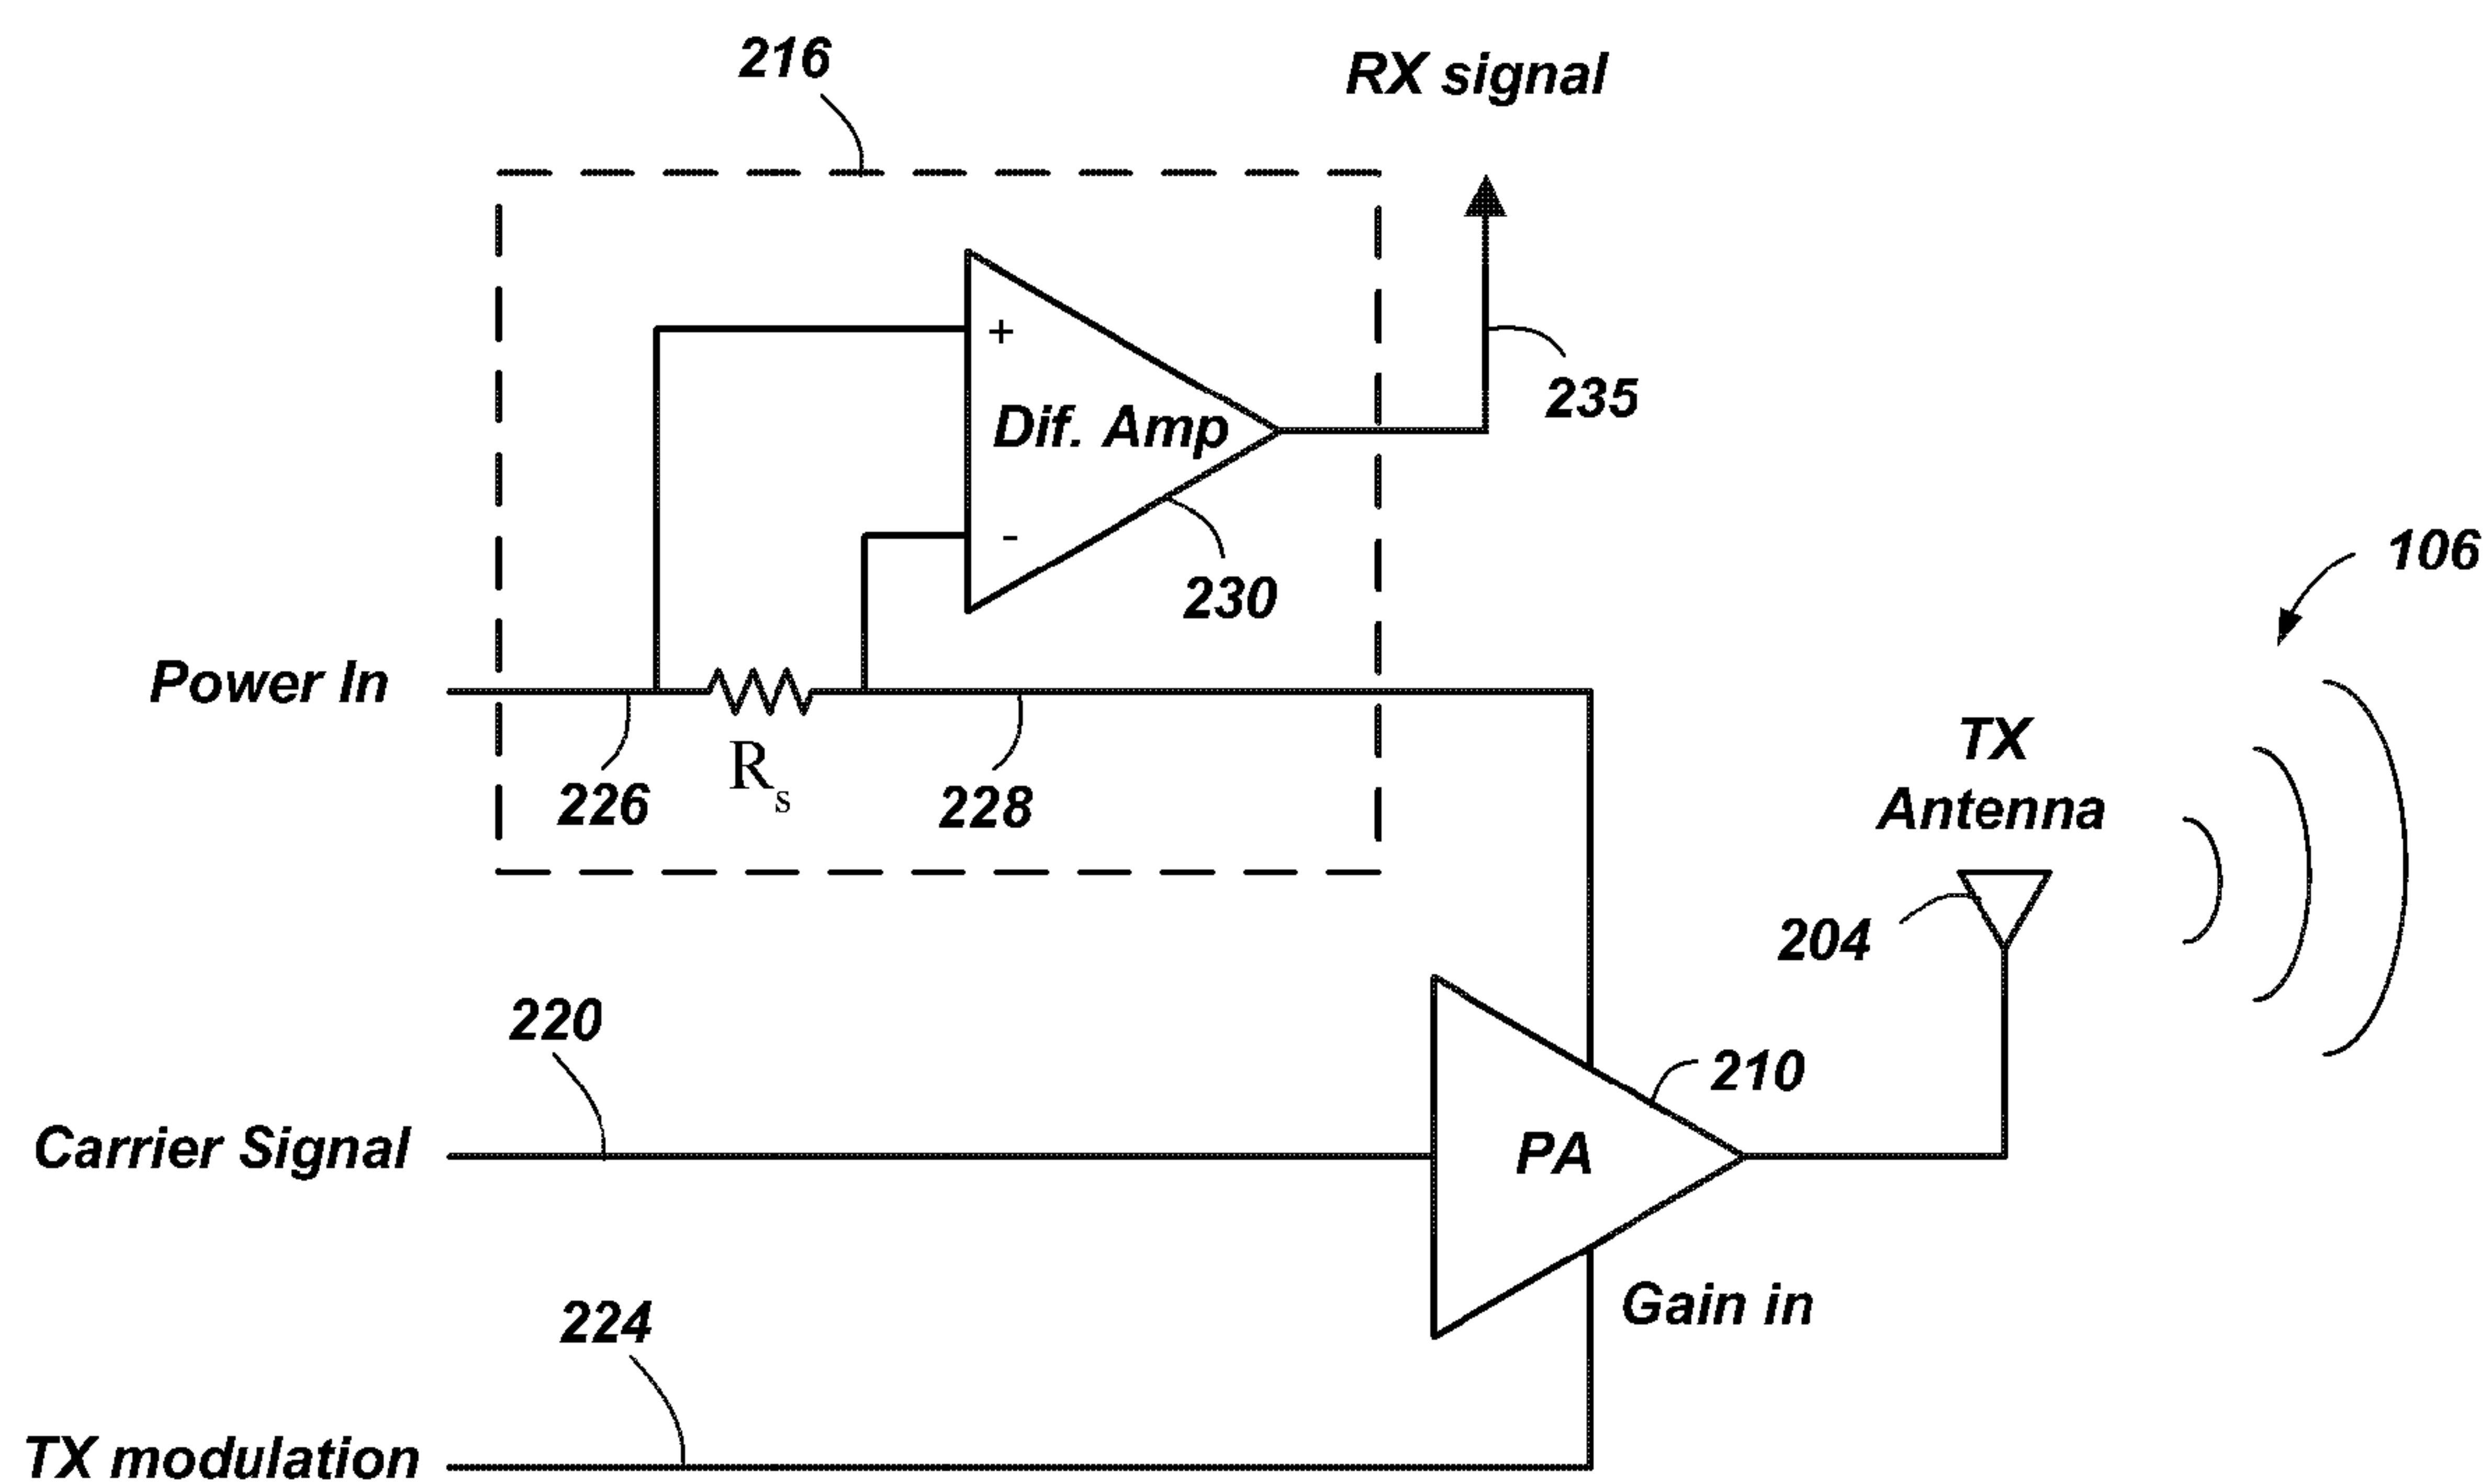 216
RX signal
+
Dif. Amp
235
-
230
106
Power In
226
Rs
228
TX
Antenna
204
220
210
Carrier Signal
PA
Gain in
224
TX modulation